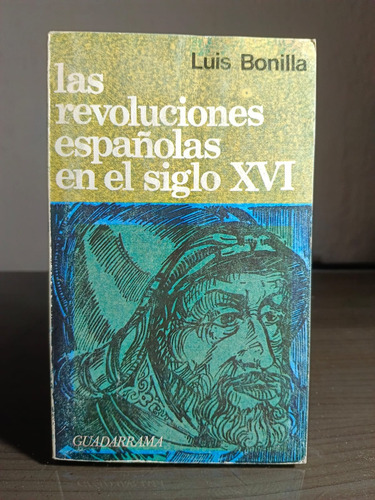 Luis Bonilla
las
revoluciones
españolas
en el siglo XVI
GUADARRAMA